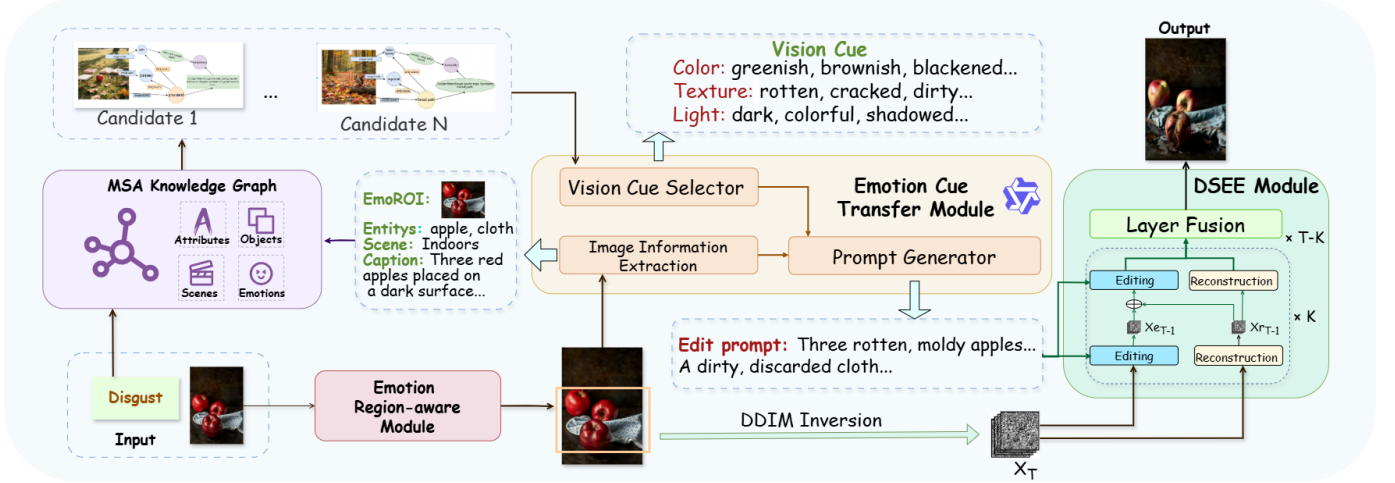 Candidate 1
...
Candidate N
Vision Cue
Color: greenish, brownish, blackened...
Texture: rotten, cracked, dirty...
Light: dark, colorful, shadowed...
Output
MSA Knowledge Graph
Attributes
Objects
Scenes
Emotions
EmoROI:
Entitys: apple, cloth
Scene: Indoors
Caption: Three red
apples placed on
a dark surface...
Vision Cue Selector
Emotion Cue
Transfer Module
Image Information
Extraction
Prompt Generator
DSEE Module
Layer Fusion
× T-K
Editing
Reconstruction
× K
XeT-1
XrT-1
Editing
Reconstruction
Edit prompt: Three rotten, moldy apples...
A dirty, discarded cloth...
Disgust
Input
Emotion
Region-aware
Module
DDIM Inversion
XT